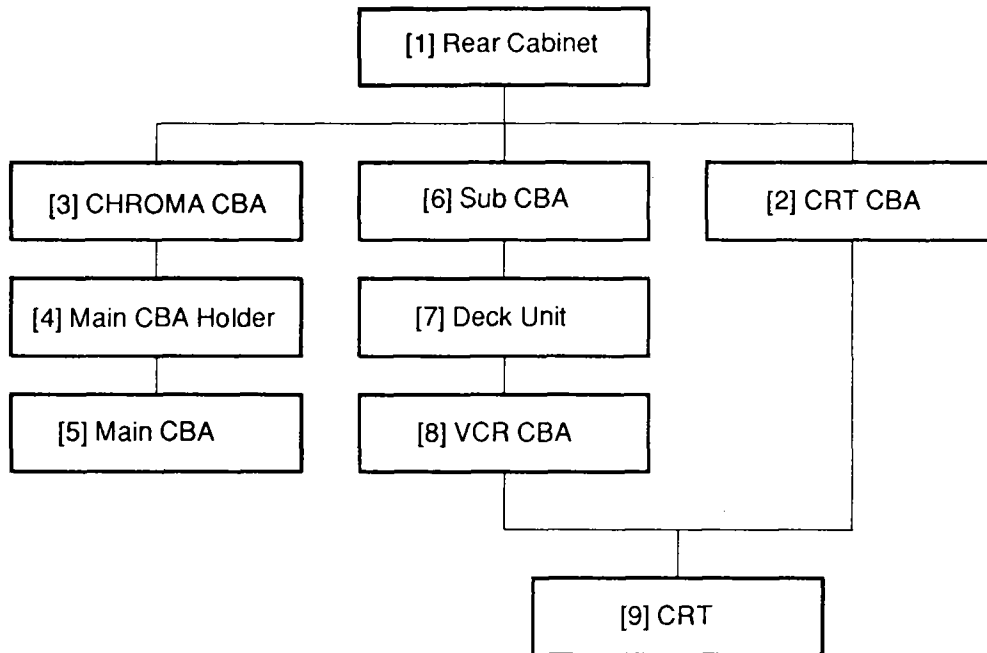 [1] Rear Cabinet
[3] CHROMA CBA
[6] Sub CBA
[2] CRT CBA
[4] Main CBA Holder
[7] Deck Unit
[5] Main CBA
[8] VCR CBA
[9] CRT